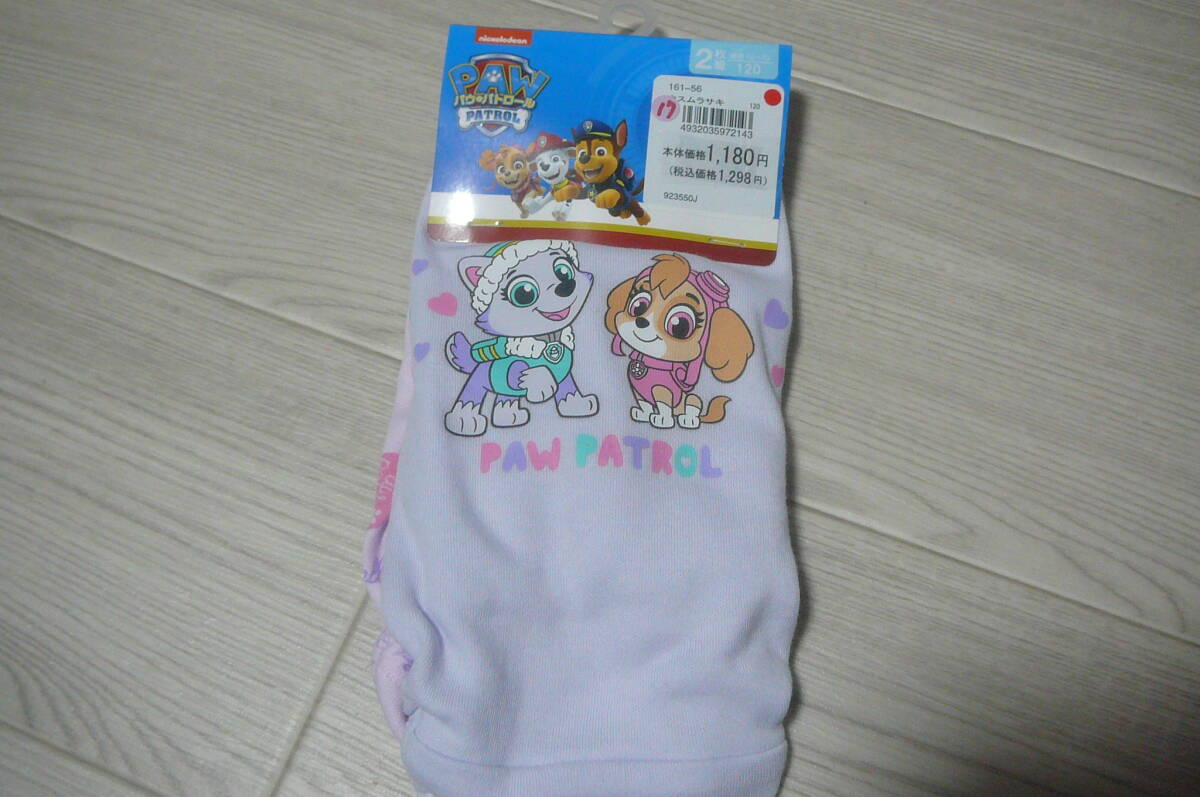 nickelodeon
PAW
パウ・パトロール
PATROL
2枚
120
161-56
スムラサキ 120
17
4932035972143
本体価格1,180円
(税込価格1,298円)
923550J
PAW PATROL